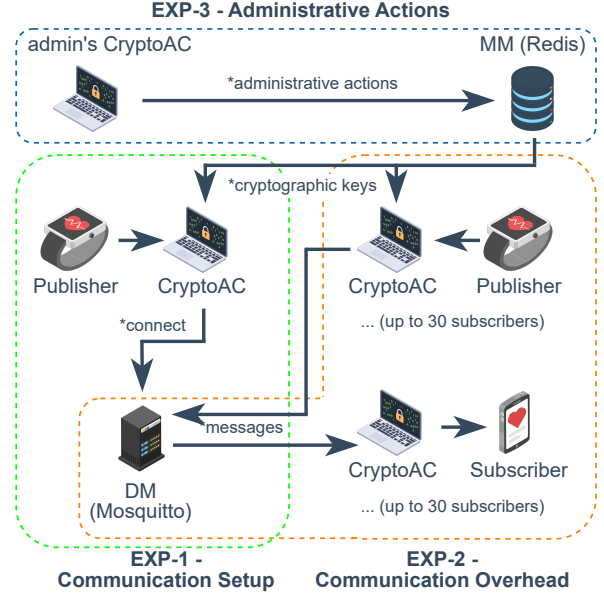 EXP-3 - Administrative Actions
admin's CryptoAC
MM (Redis)
*administrative actions
*cryptographic keys
Publisher
CryptoAC
CryptoAC
Publisher
... (up to 30 subscribers)
*connect
*messages
CryptoAC
Subscriber
DM
(Mosquitto)
... (up to 30 subscribers)
EXP-1 -
Communication Setup
EXP-2 -
Communication Overhead